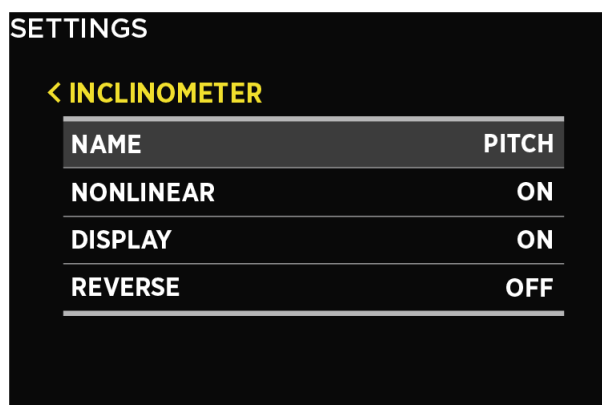 SETTINGS
< INCLINOMETER
NAME PITCH
NONLINEAR ON
DISPLAY ON
REVERSE OFF